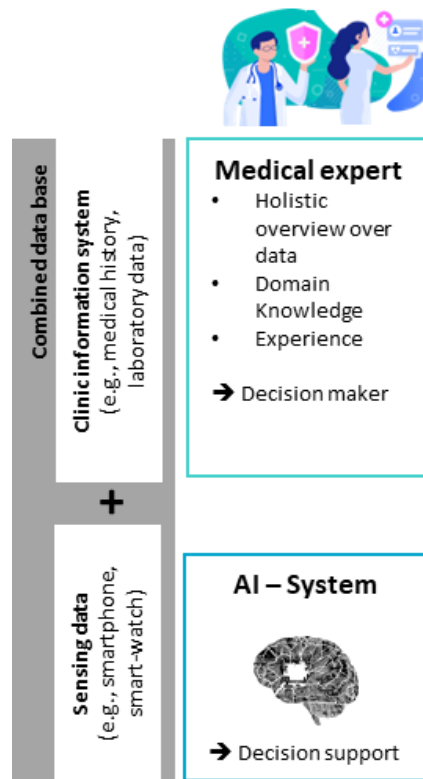 Combined data base
Clinic information system
(e.g., medical history,
laboratory data)
+
Sensing data
(e.g., smartphone,
smart-watch)
Medical expert
• Holistic
overview over
data
• Domain
Knowledge
• Experience
➔ Decision maker
AI – System
➔ Decision support